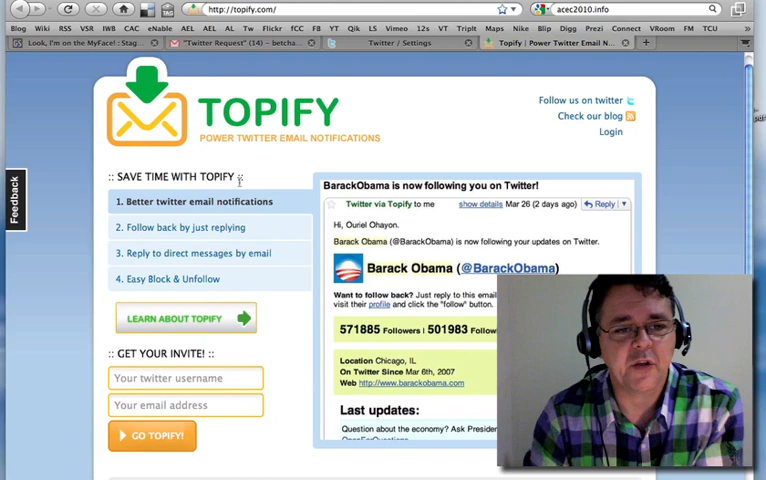 http://topify.com/
acec2010.info
Blog Wiki RSS VSR IWB CAC eNable AEL AEL AL Tw Flickr fCC FB YT Qik LS Vimeo 12s VT TripIt Mac Nike Blip Digg Prezi Connect VRoom FM TCU
Look, I'm on the MyFace! : Stag...
"Twitter Request" (14) – betcha...
Twitter / Settings
Topify | Power Twitter Email N...
TAG
Follow us on twitter
Check our blog
Login
TOPIFY
POWER TWITTER EMAIL NOTIFICATIONS
Feedback
:: SAVE TIME WITH TOPIFY ::
1. Better twitter email notifications
2. Follow back by just replying
3. Reply to direct messages by email
4. Easy Block & Unfollow
LEARN ABOUT TOPIFY
:: GET YOUR INVITE! ::
Your twitter username
Your email address
GO TOPIFY!
BarackObama is now following you on Twitter!
Twitter via Topify to me show details Mar 26 (2 days ago) Reply
Hi, Ouriel Ohayon.
Barack Obama (@BarackObama) is now following your updates on Twitter.
Barack Obama (@BarackObama)
Want to follow back? Just reply to this email
visit their profile and click the "follow" button.
571885 Followers | 501983 Follow
Location Chicago, IL
On Twitter Since Mar 6th, 2007
Web http://www.barackobama.com
Last updates:
Question about the economy? Ask Presiden